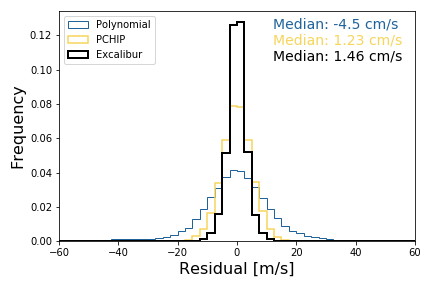 Polynomial
PCHIP
Excalibur
Median: -4.5 cm/s
Median: 1.23 cm/s
Median: 1.46 cm/s
Frequency
0.12
0.10
0.08
0.06
0.04
0.02
0.00
−60
−40
−20
0
20
40
60
Residual [m/s]